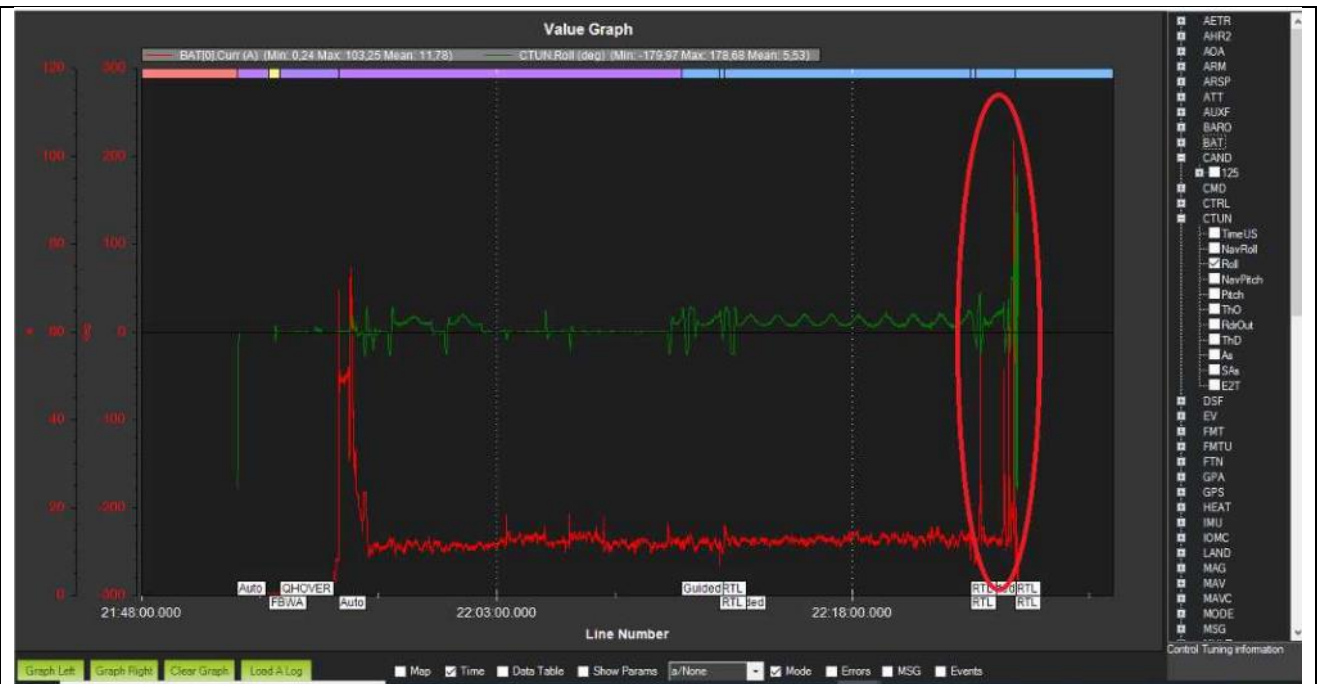 Value Graph
BAT[0].Curr (A) (Min: 0,24 Max: 103,25 Mean: 11,78)
CTUN.Roll (deg) (Min: -179,97 Max: 178,68 Mean: 5,53)
120
300
100
200
80
100
60
0
40
-100
20
-200
0
-300
Auto
QHOVER
FBWA
Auto
Guided
RTL
RTL
ded
RTL
RTL
RTL
RTL
21:48:00.000
22:03:00.000
22:18:00.000
Line Number
Graph Left
Graph Right
Clear Graph
Load A Log
Map
Time
Data Table
Show Params
a/None
Mode
Errors
MSG
Events
AETR
AHR2
AOA
ARM
ARSP
ATT
AUXF
BARO
BAT
CAND
125
CMD
CTRL
CTUN
TimeUS
NavRoll
Roll
NavPitch
Pitch
ThO
RdrOut
ThD
As
SAs
E2T
DSF
EV
FMT
FMTU
FTN
GPA
GPS
HEAT
IMU
IOMC
LAND
MAG
MAV
MAVC
MODE
MSG
Control Tuning information